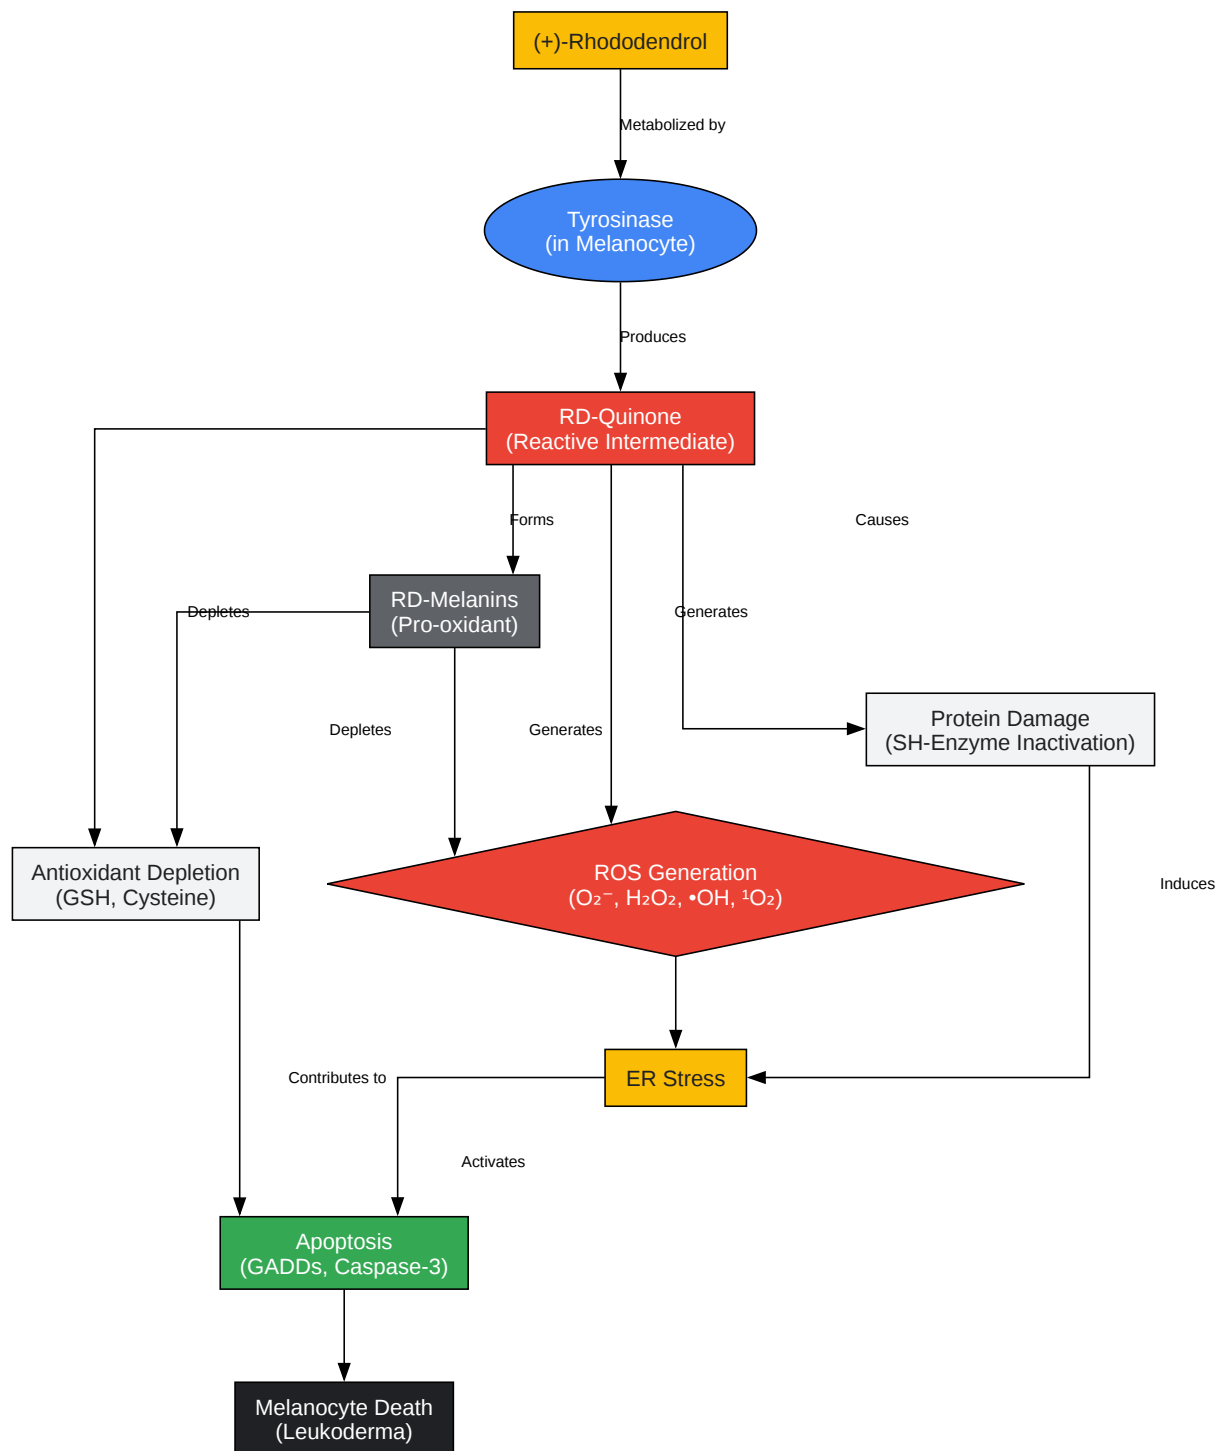 (+)-Rhododendrol
Metabolized by
Tyrosinase
(in Melanocyte)
Produces
RD-Quinone
(Reactive Intermediate)
Forms
Causes
RD-Melanins
(Pro-oxidant)
Depletes
Generates
Protein Damage
(SH-Enzyme Inactivation)
Depletes
Generates
Antioxidant Depletion
(GSH, Cysteine)
ROS Generation
(O₂⁻, H₂O₂, •OH, ¹O₂)
Induces
ER Stress
Contributes to
Activates
Apoptosis
(GADDs, Caspase-3)
Melanocyte Death
(Leukoderma)